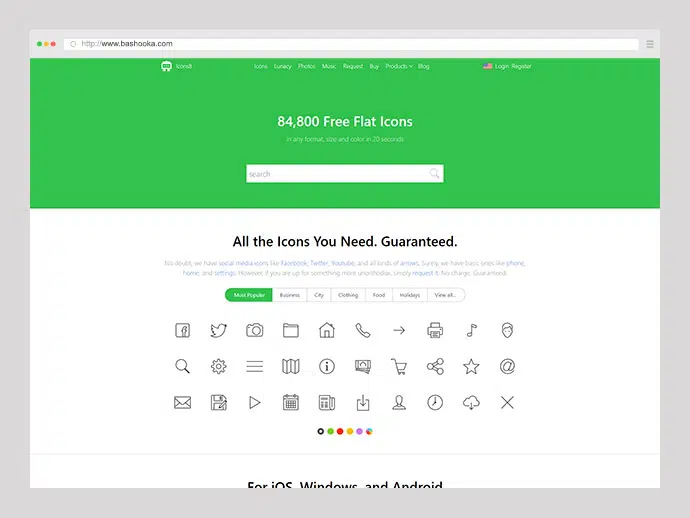 http://www.bashooka.com
Icons8 Icons Lunacy Photos Music Request Buy Products Blog Login Register
84,800 Free Flat Icons
in any format, size and color in 20 seconds
search
All the Icons You Need. Guaranteed.
No doubt, we have social media icons like Facebook, Twitter, Youtube, and all kinds of arrows. Surely, we have basic ones like phone,
home, and settings. However, if you are up for something more unorthodox, simply request it. No charge. Guaranteed.
Most Popular Business City Clothing Food Holidays View all...
For iOS, Windows, and Android